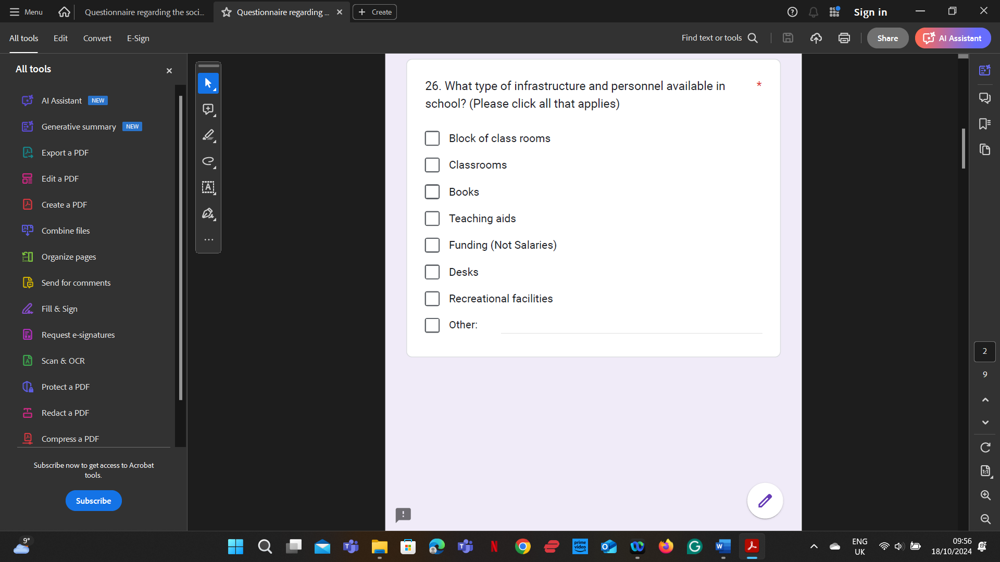 Menu
Questionnaire regarding the soci...
Questionnaire regarding ...
Create
Sign in
All tools
Edit
Convert
E-Sign
Find text or tools
Share
AI Assistant
All tools
AI Assistant NEW
Generative summary NEW
Export a PDF
Edit a PDF
Create a PDF
Combine files
Organize pages
Send for comments
Fill & Sign
Request e-signatures
Scan & OCR
Protect a PDF
Redact a PDF
Compress a PDF
Subscribe now to get access to Acrobat
tools.
Subscribe
26. What type of infrastructure and personnel available in *
school? (Please click all that applies)
Block of class rooms
Classrooms
Books
Teaching aids
Funding (Not Salaries)
Desks
Recreational facilities
Other:
2
9
9°
prime
video
ENG
UK
09:56
18/10/2024